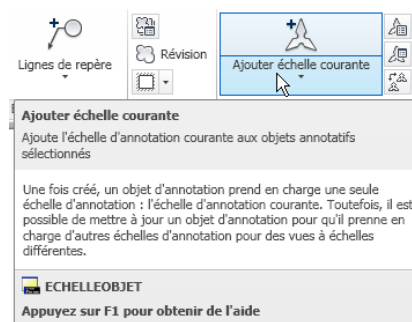 Lignes de repère
Révision
Ajouter échelle courante
Ajouter échelle courante
Ajoute l'échelle d'annotation courante aux objets annotatifs
sélectionnés
Une fois créé, un objet d'annotation prend en charge une seule
échelle d'annotation : l'échelle d'annotation courante. Toutefois, il est
possible de mettre à jour un objet d'annotation pour qu'il prenne en
charge d'autres échelles d'annotation pour des vues à échelles
différentes.
ECHELLEOBJET
Appuyez sur F1 pour obtenir de l'aide